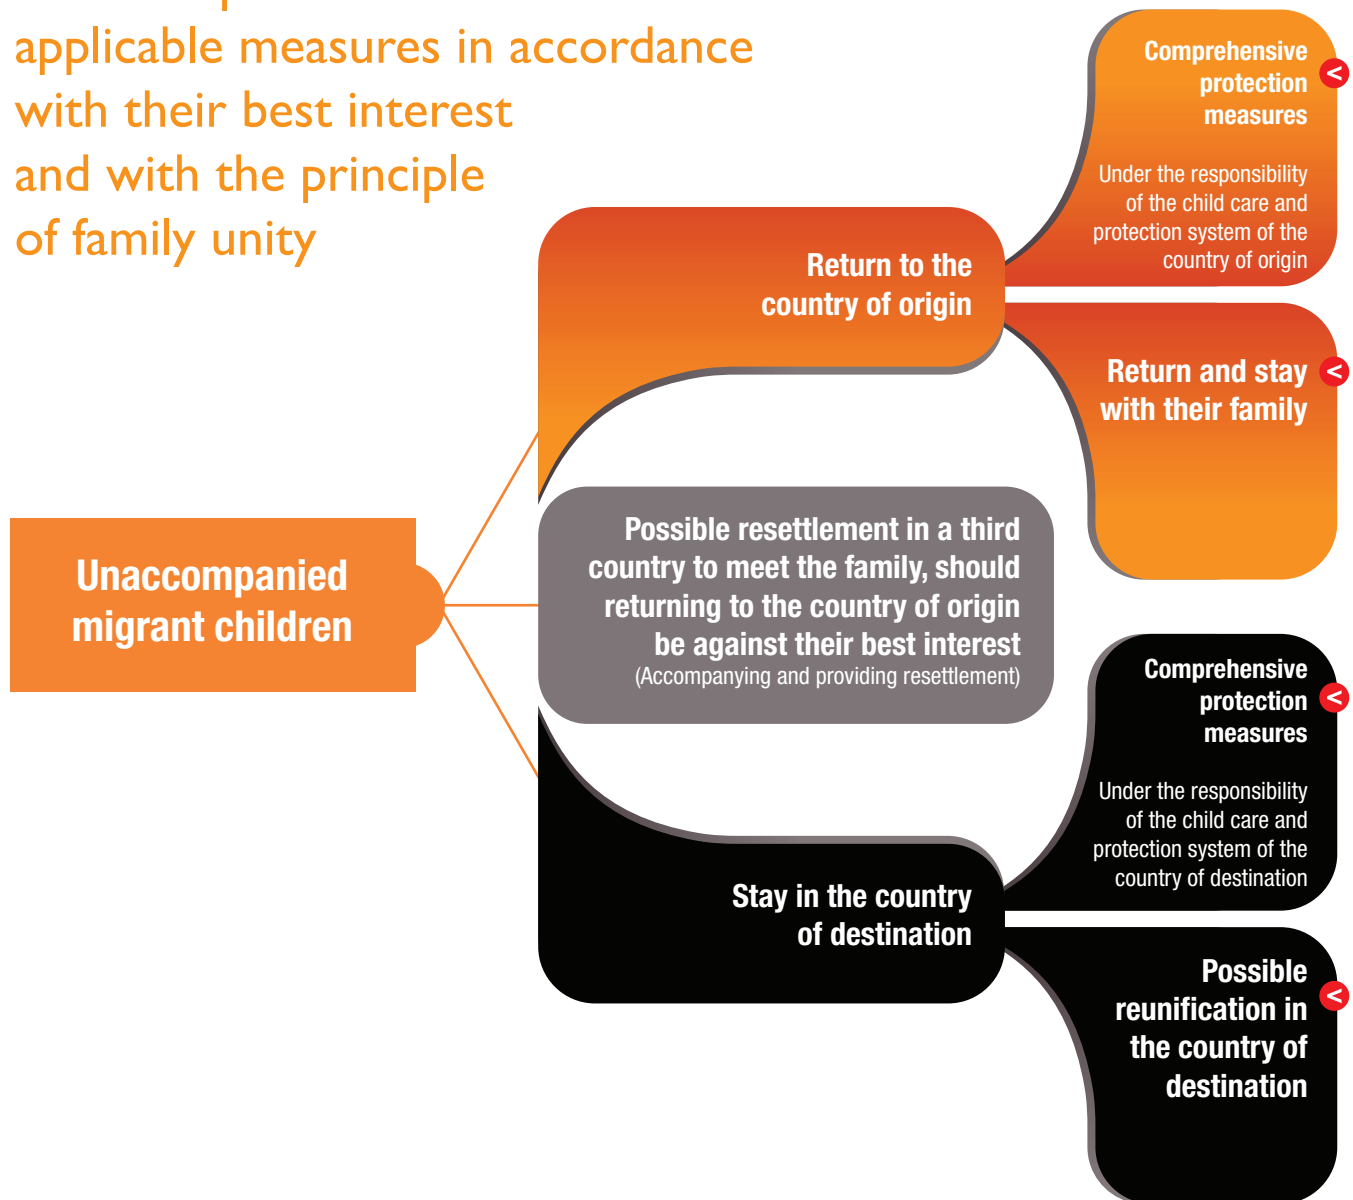 applicable measures in accordance
with their best interest
and with the principle
of family unity
Unaccompanied
migrant children
Return to the
country of origin
Comprehensive
protection
measures
Under the responsibility
of the child care and
protection system of the
country of origin
<
Return and stay
with their family
<
Possible resettlement in a third
country to meet the family, should
returning to the country of origin
be against their best interest
(Accompanying and providing resettlement)
Stay in the country
of destination
Comprehensive
protection
measures
Under the responsibility
of the child care and
protection system of the
country of destination
<
Possible
reunification in
the country of
destination
<